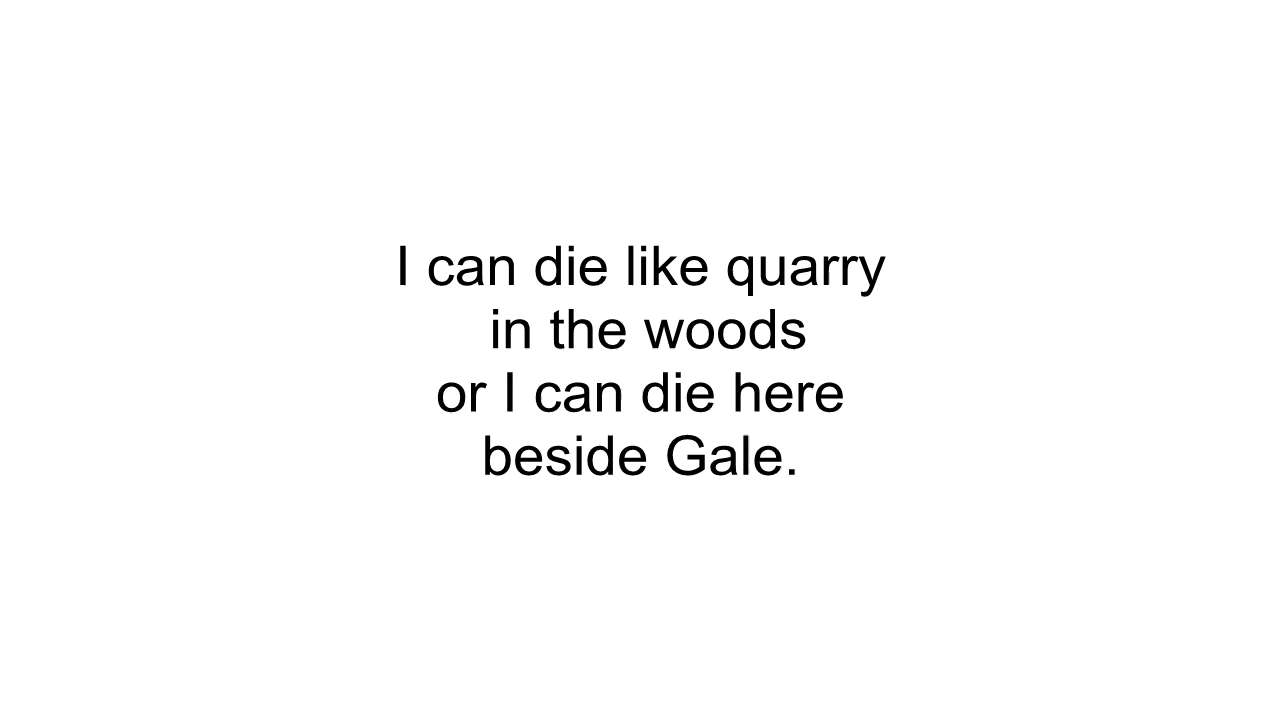 I can die like quarry
in the woods
or I can die here
beside Gale.